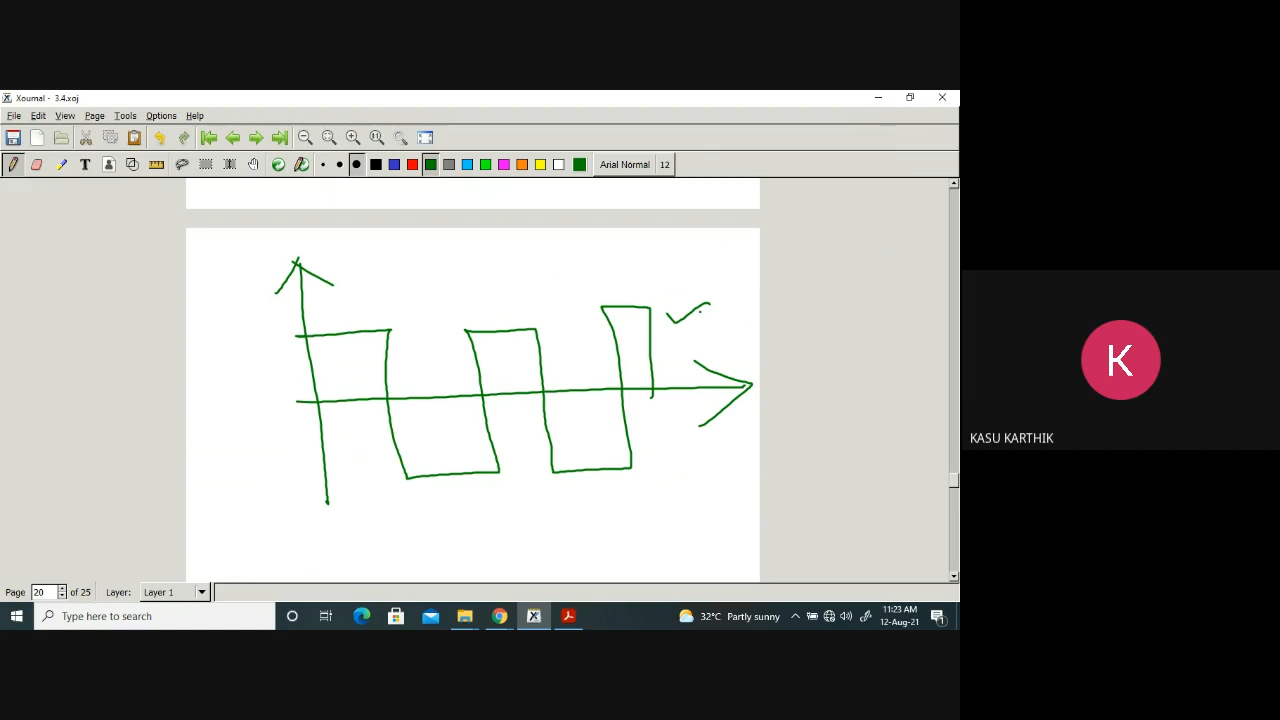 Xournal - 3.4.xoj
File Edit View Page Tools Options Help
T Arial Normal 12
K
KASU KARTHIK
Page 20 of 25 Layer: Layer 1
Type here to search
32°C Partly sunny
11:23 AM
12-Aug-21
1